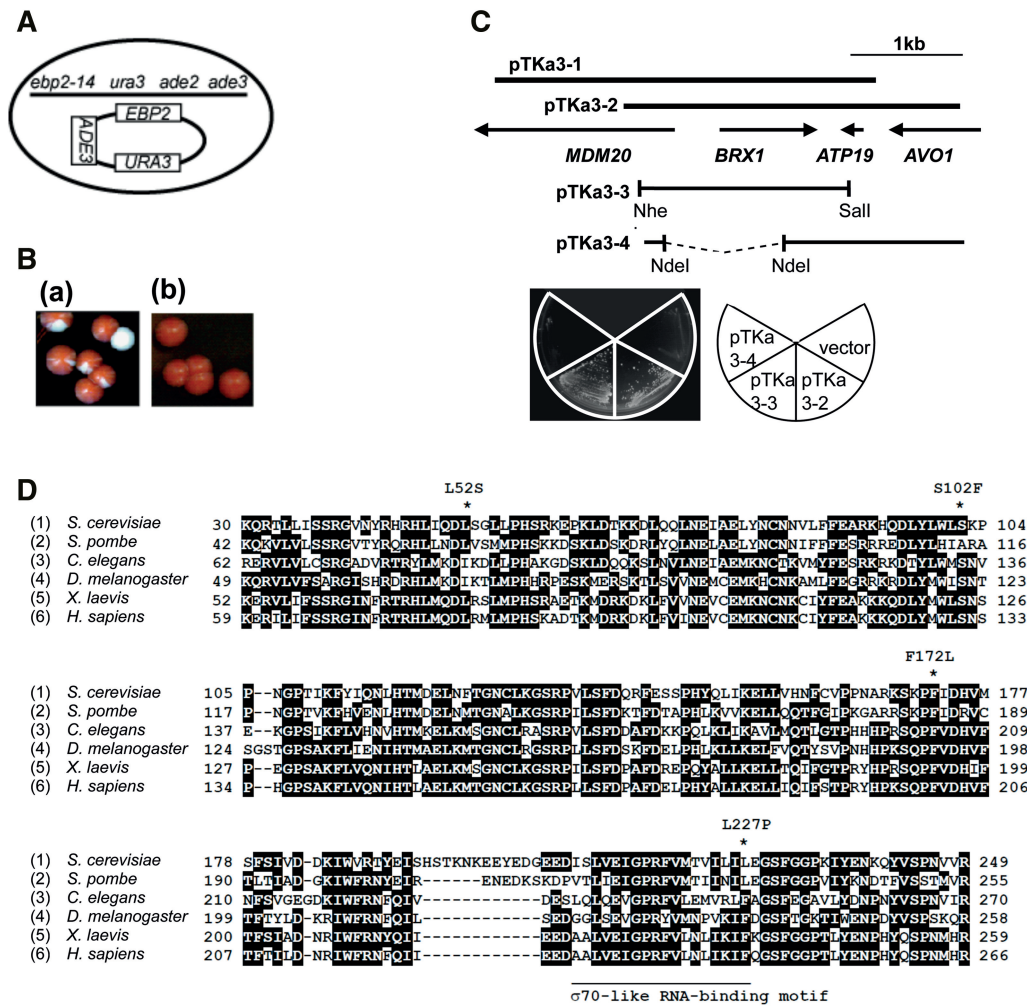 A
ebp2-14 ura3 ade2 ade3
EBP2
ADE3
URA3
B
(a) (b)
C
1kb
pTKa3-1
pTKa3-2
MDM20 BRX1 ATP19 AVO1
pTKa3-3
Nhe SalI
pTKa3-4
NdeI NdeI
pTKa 3-4
vector
pTKa 3-3
pTKa 3-2
D
L52S S102F
(1) S. cerevisiae 30 KQRTLLISSRGVNYRHRHLIQDLSGLLPHSRKEPKLDTKKDLQQLNEIAELYNCNNVLFFEARKHQDLYLWLSKP 104
(2) S. pombe 42 KQKVLVLSSRGVTYRQRHLLNDLVSMMPHSKKDSKLDSKDRLYQLNELAELYNCNNIIFFESRRREDLYLHIARA 116
(3) C. elegans 62 RERVLVLCSRGADVRTRYLMKDIKDLLPHAKGDSKLDQQKSLNVLNEIAEMKNCTKVMYFESRKRKDTYLWMSNV 136
(4) D. melanogaster 49 KQRVLVFSARGISHRDRHLMKDIKTLMPHHRPESKMERSKTLSVVNEMCEMKHCNKAMLFEGRRKRDLYMWISNT 123
(5) X. laevis 52 KERVLIFSSRGINFRTRHLMQDLRSLMPHSRAETKMDRKDKLFVVNEVCEMKNCNKCIYFEAKKKQDLYMWLSNS 126
(6) H. sapiens 59 KERILIFSSRGINFRTRHLMQDLRMLMPHSKADTKMDRKDKLFVINEVCEMKNCNKCIYFEAKKKQDLYMWLSNS 133
F172L
(1) S. cerevisiae 105 P--NGPTIKFYIQNLHTMDELNFTGNCLKGSRPVLSFDQRFESSPHYQLIKELLVHNFCVPPNARKSKPFIDHVM 177
(2) S. pombe 117 P--NGPTVKFHVENLHTMDELNMTGNALKGSRPILSFDKTFDTAPHLKVVKELLQQTFGIPKGARRSKPFIDRVC 189
(3) C. elegans 137 E--KGPSIKFLVHNVHTMKELKMSGNCLRASRPVLSFDDAFDKKPQLKLIKAVLMQTLGTPHHHPRSQPFVDHVF 209
(4) D. melanogaster 124 SGSTGPSAKFLIENIHTMAELKMTGNCLRGSRPLLSFDSKFDELPHLKLLKELFVQTYSVPNHHPKSQPFVDHVF 198
(5) X. laevis 127 P--EGPSAKFLVQNIHTLAELKMSGNCLKGSRPLLSFDPAFDREPQYALLKELLTQIFGTPRYHPRSQPFVDHIF 199
(6) H. sapiens 134 P--HGPSAKFLVQNIHTLAELKMTGNCLKGSRPLLSFDPAFDELPHYALLKELLIQIFSTPRYHPKSQPFVDHVF 206
L227P
(1) S. cerevisiae 178 SFSIVD-DKIWVRTYEISHSTKNKEEYEDGEEDISLVEIGPRFVMTVILILEGSFGGPKIYENKQYVSPNVVR 249
(2) S. pombe 190 TLTIAD-GKIWFRNYEIR------ENEDKSKDPVTLIEIGPRFVMTIINILEGSFGGPVIYKNDTFVSSTMVR 255
(3) C. elegans 210 NFSVGEGDKIWFRNFQIV------------DESLQLQEVGPRFVLEMVRLFAGSFEGAVLYDNPNYVSPNVIR 270
(4) D. melanogaster 199 TFTYLD-KRIWFRNFQIL------------SEDGGLSEVGPRYVMNPVKIFDGSFTGKTIWENPDYVSPSKQR 258
(5) X. laevis 200 TFSIAD-NRIWFRNYQII------------EEDAALVEIGPRFVLNLIKIFKGSFGGPTLYENPHYQSPNMHR 259
(6) H. sapiens 207 TFTILD-NRIWFRNYQII------------EEDAALVEIGPRFVLNLIKIFQGSFGGPTLYENPHYQSPNMHR 266
σ70-like RNA-binding motif